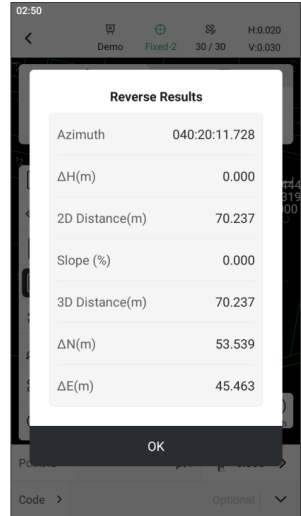 02:50
H:0.020
Demo Fixed-2 30 / 30 V:0.030
Reverse Results
Azimuth 040:20:11.728
ΔH(m) 0.000
2D Distance(m) 70.237
Slope (%) 0.000
3D Distance(m) 70.237
ΔN(m) 53.539
ΔE(m) 45.463
OK
Code > Optional